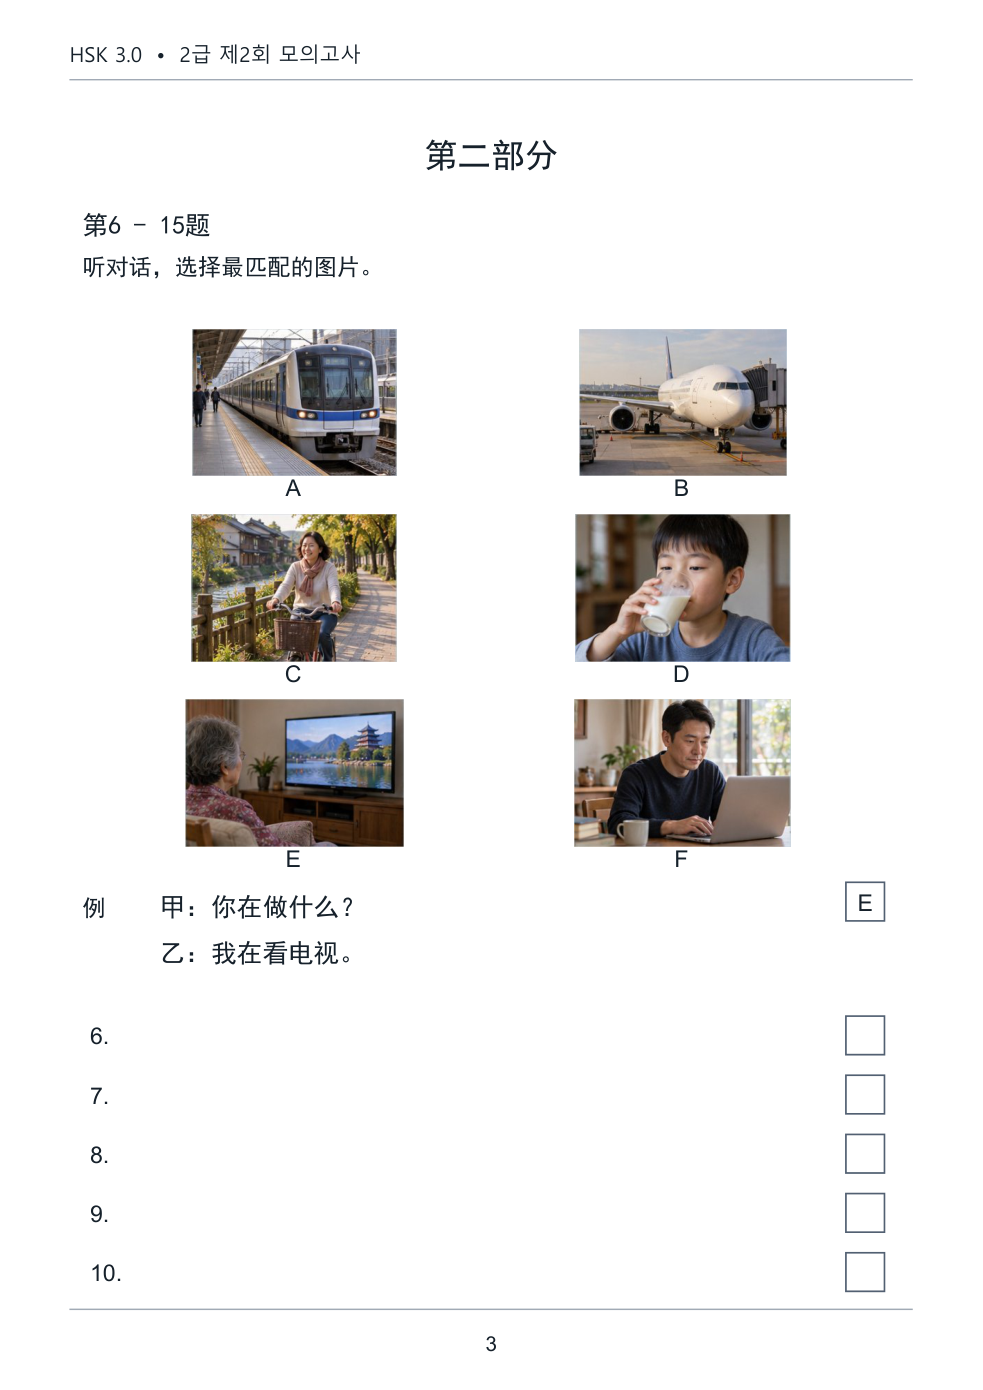 HSK 3.0 • 2급 제2회 모의고사
第二部分
第6 － 15题
听对话，选择最匹配的图片。
A
B
C
D
E
F
例 甲：你在做什么？ E
乙：我在看电视。
6.
7.
8.
9.
10.
3